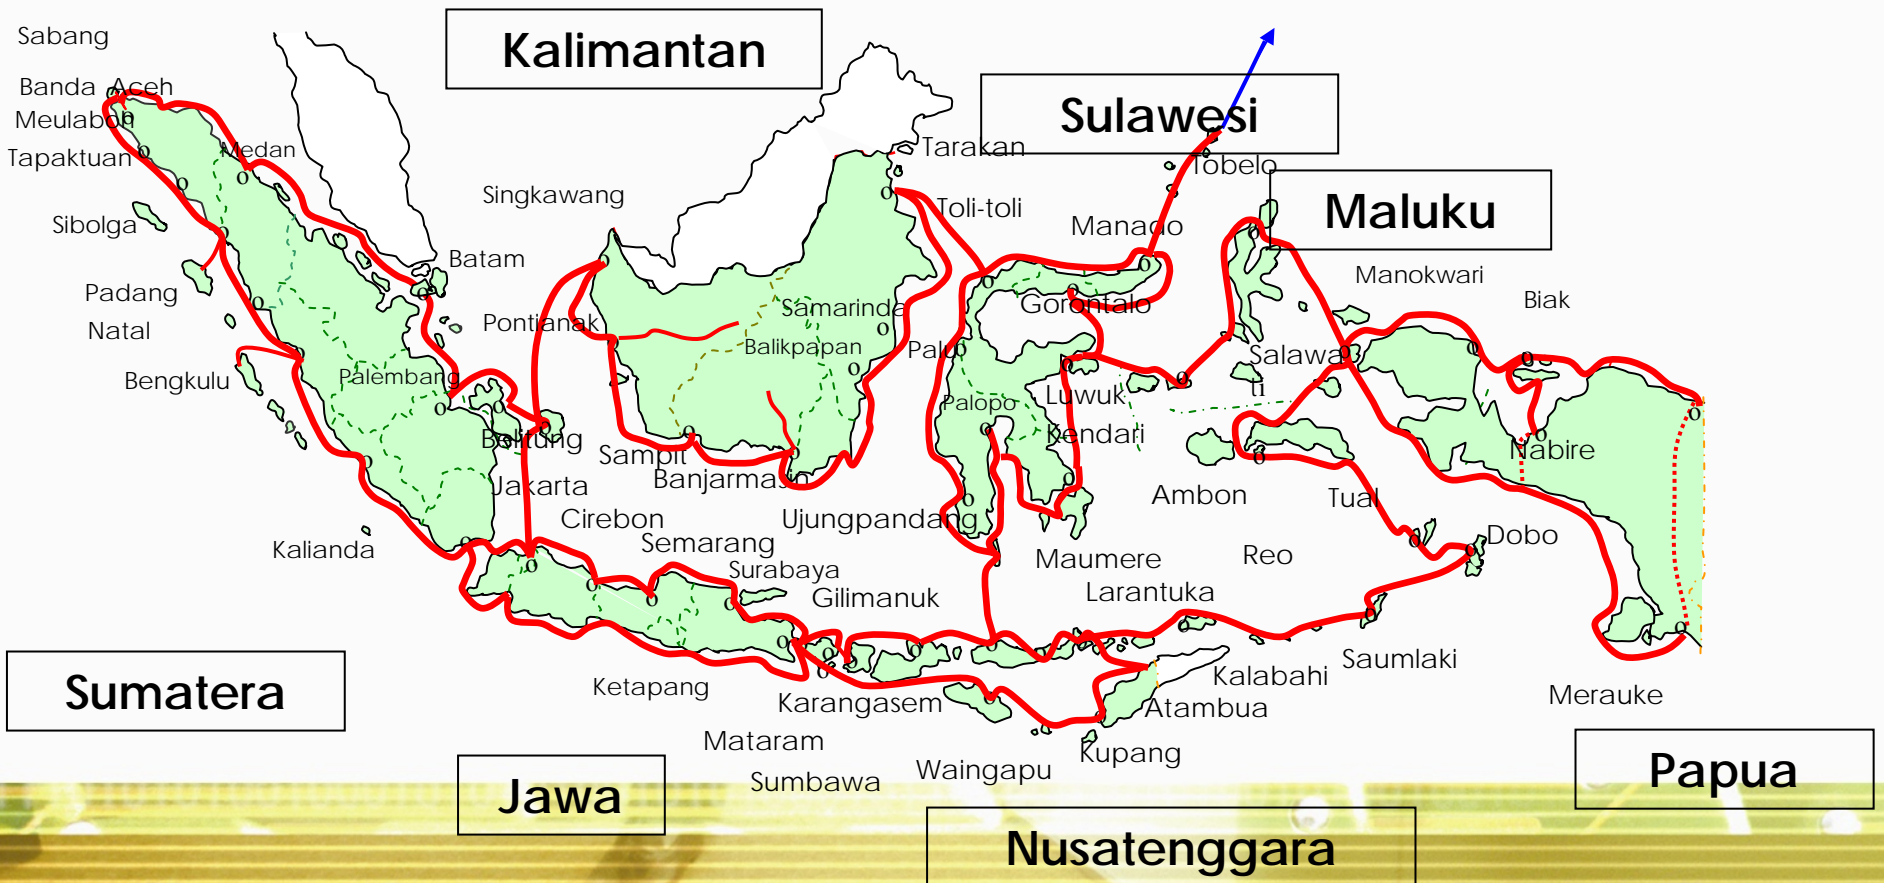 Sabang
Kalimantan
Banda Aceh
Sulawesi
Meulaboh
Medan
Tarakan
Tapaktuan
Tobelo
Singkawang
Toli-toli
Maluku
Sibolga
Manado
Batam
Manokwari
Padang
Biak
Samarinda
Gorontalo
Natal
Pontianak
Balikpapan
Palu
Salawa
ti
Bengkulu
Palembang
Luwuk
Palopo
Belitung
Kendari
Sampit
Nabire
Banjarmasin
Jakarta
Ambon
Tual
Cirebon
Ujungpandang
Dobo
Kalianda
Semarang
Maumere
Reo
Surabaya
Larantuka
Gilimanuk
Saumlaki
Kalabahi
Sumatera
Ketapang
Karangasem
Atambua
Merauke
Mataram
Kupang
Waingapu
Papua
Sumbawa
Jawa
Nusatenggara